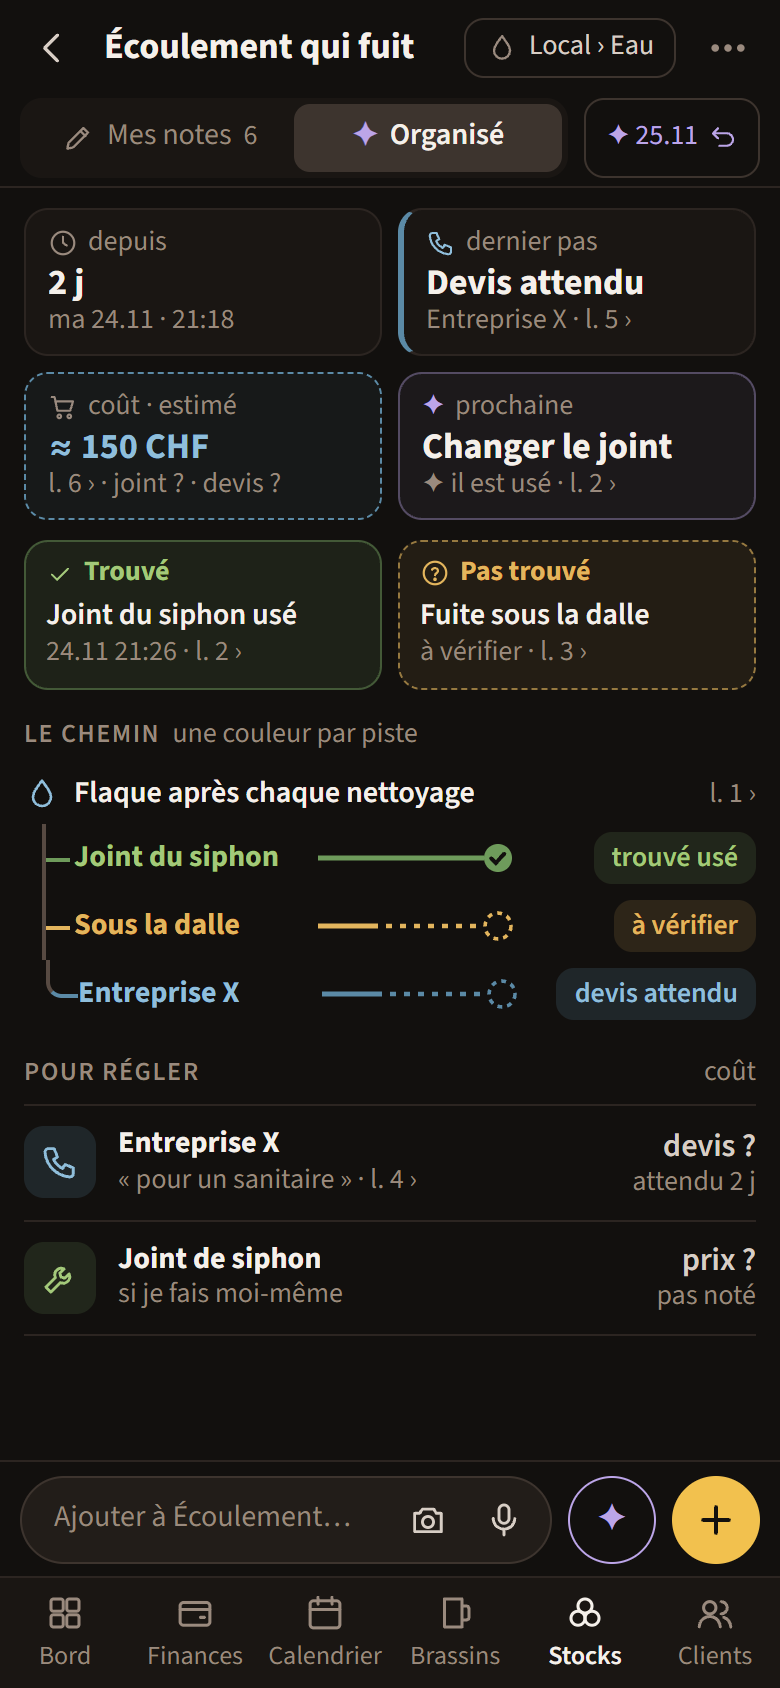 Écoulement qui fuit
Local › Eau
Mes notes 6
Organisé
25.11
depuis
2 j
ma 24.11 · 21:18
dernier pas
Devis attendu
Entreprise X · l. 5 ›
coût · estimé
≈ 150 CHF
l. 6 › · joint ? · devis ?
prochaine
Changer le joint
✦ il est usé · l. 2 ›
Trouvé
Joint du siphon usé
24.11 21:26 · l. 2 ›
Pas trouvé
Fuite sous la dalle
à vérifier · l. 3 ›
LE CHEMIN une couleur par piste
Flaque après chaque nettoyage l. 1 ›
Joint du siphon trouvé usé
Sous la dalle à vérifier
Entreprise X devis attendu
POUR RÉGLER coût
Entreprise X devis ?
« pour un sanitaire » · l. 4 › attendu 2 j
Joint de siphon prix ?
si je fais moi-même pas noté
Ajouter à Écoulement…
Bord Finances Calendrier Brassins Stocks Clients